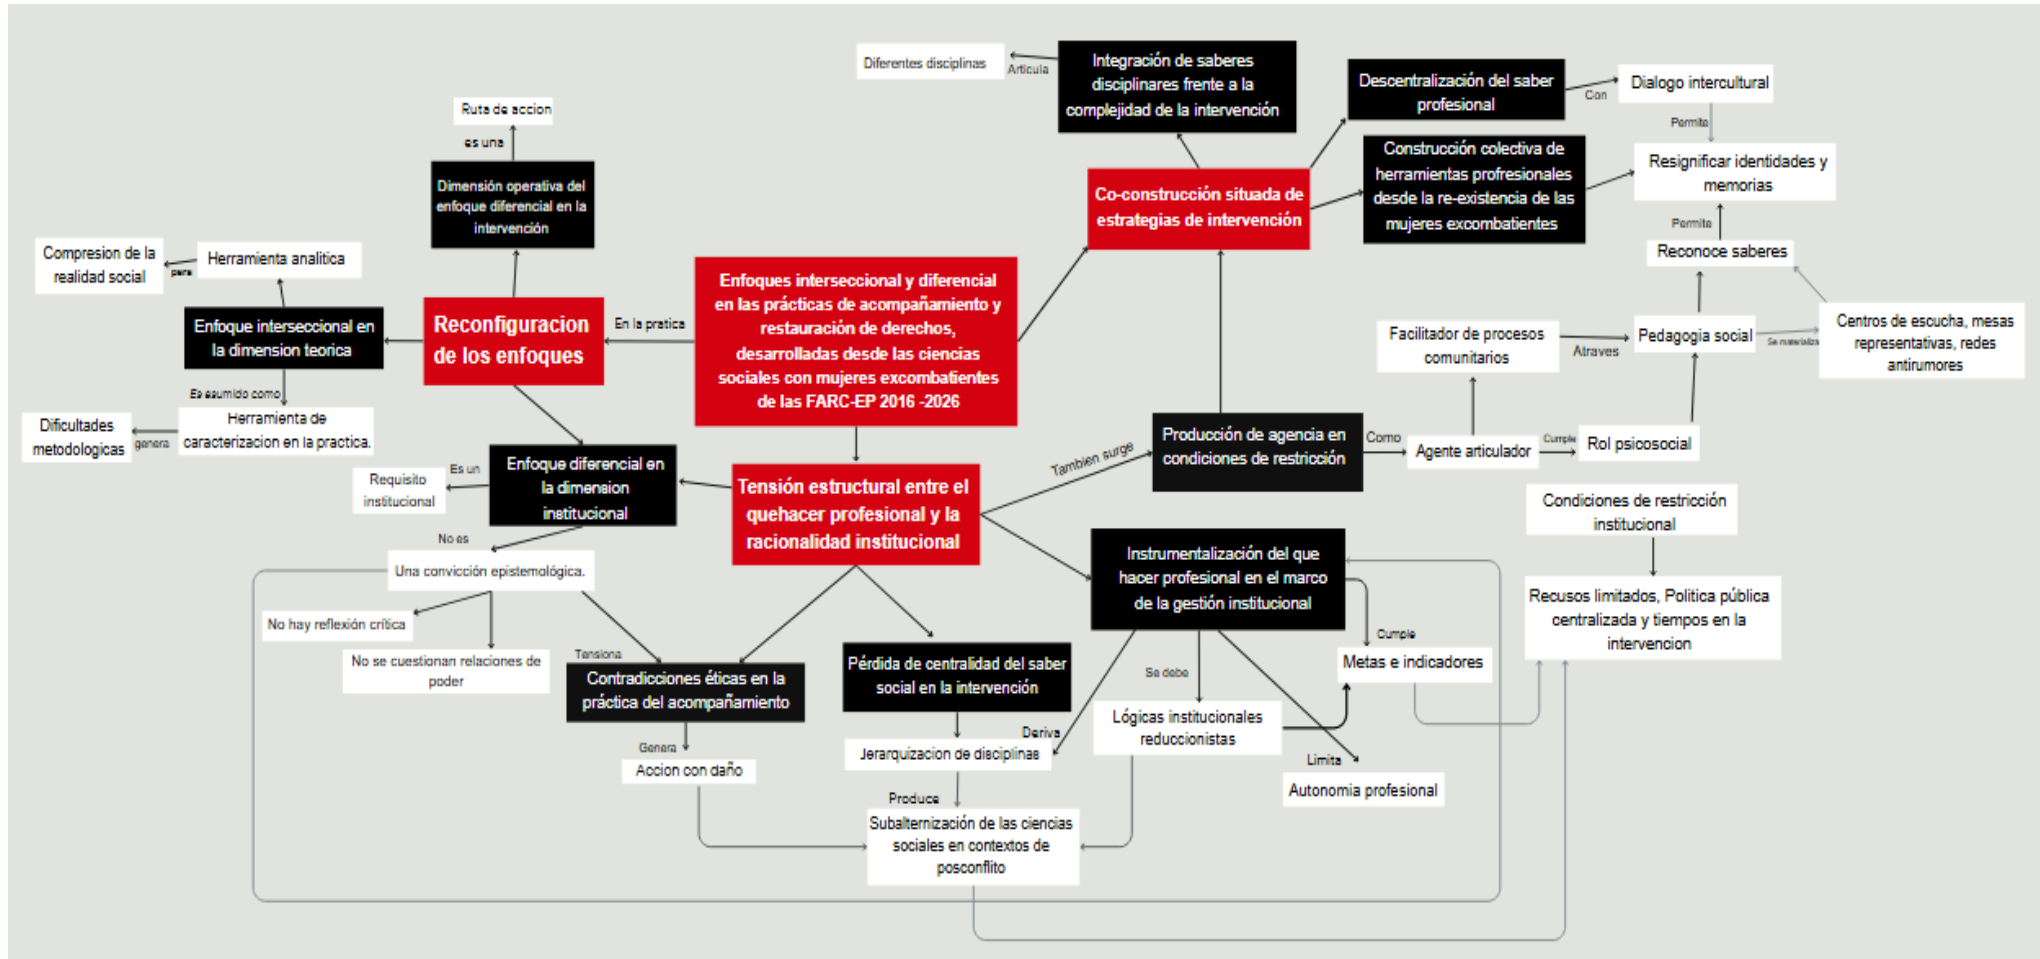 Diferentes disciplinas
Articula
Integración de saberes
disciplinares frente a la
complejidad de la intervención
Descentralización del saber
profesional
Con
Dialogo intercultural
Permite
Ruta de accion
es una
Dimensión operativa del
enfoque diferencial en la
intervención
Construcción colectiva de
herramientas profresionales
desde la re-existencia de las
mujeres excombatientes
Resignificar identidades y
memorias
Permite
Reconoce saberes
Co-construcción situada de
estrategias de intervención
Compresion de la
realidad social
para
Herramienta analitica
Enfoque interseccional en
la dimension teorica
Es asumido como
Herramienta de
caracterizacion en la practica.
genera
Dificultades
metodologicas
Reconfiguracion
de los enfoques
En la pratica
Enfoques interseccional y diferencial
en las prácticas de acompañamiento y
restauración de derechos,
desarrolladas desde las ciencias
sociales con mujeres excombatientes
de las FARC-EP 2016 -2026
Facilitador de procesos
comunitarios
Atraves
Pedagogia social
Se materializa
Centros de escucha, mesas
representativas, redes
antirumores
Producción de agencia en
condiciones de restricción
Como
Agente articulador
Cumple
Rol psicosocial
Tambien surge
Requisito
institucional
Es un
Enfoque diferencial en
la dimension
institucional
Tensión estructural entre el
quehacer profesional y la
racionalidad institucional
Condiciones de restricción
institucional
No es
Una convicción epistemológica.
No hay reflexión crítica
No se cuestionan relaciones de
poder
Tensiona
Contradicciones éticas en la
práctica del acompañamiento
Genera
Accion con daño
Pérdida de centralidad del saber
social en la intervención
Deriva
Jerarquizacion de disciplinas
Produce
Subalternización de las ciencias
sociales en contextos de
posconflito
Instrumentalización del que
hacer profesional en el marco
de la gestión institucional
Cumple
Metas e indicadores
Se debe
Lógicas institucionales
reduccionistas
Limita
Autonomia profesional
Recusos limitados, Politica pública
centralizada y tiempos en la
intervencion